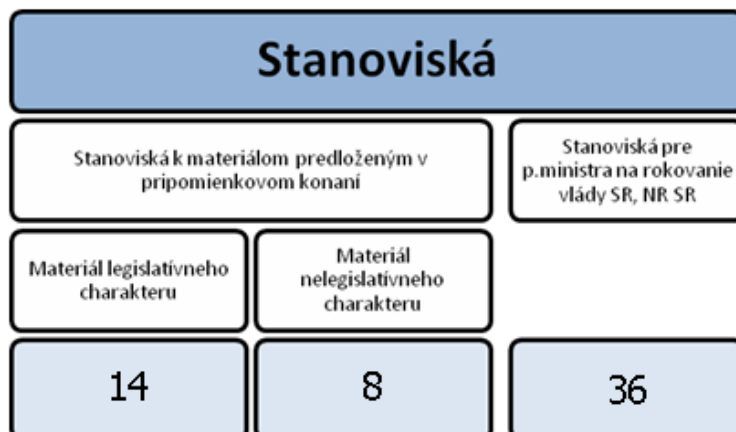 Stanoviská
Stanoviská k materiálom predloženým v
pripomienkovom konaní
Stanoviská pre
p.ministra na rokovanie
vlády SR, NR SR
Materiál legislatívneho
charakteru
Materiál
nelegislatívneho
charakteru
14
8
36